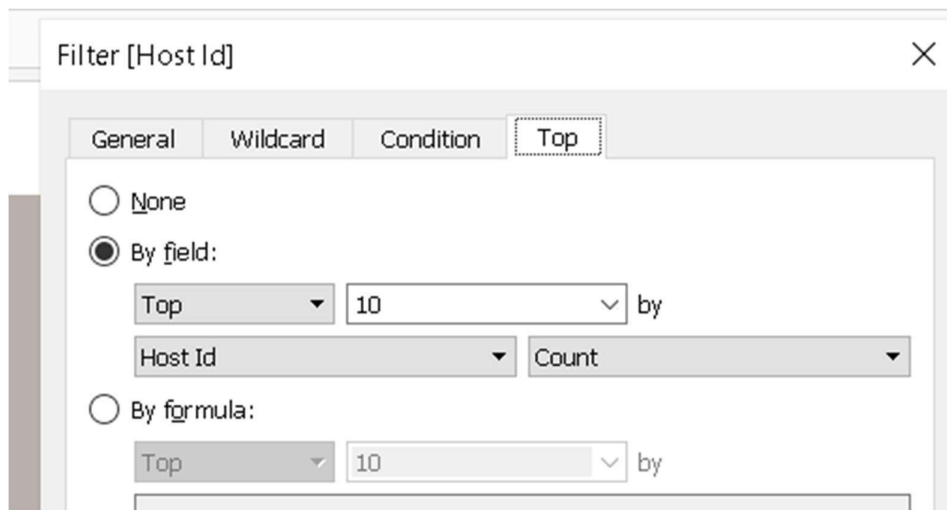 Filter [Host Id]
General Wildcard Condition Top
None
By field:
Top 10 by
Host Id Count
By formula:
Top 10 by